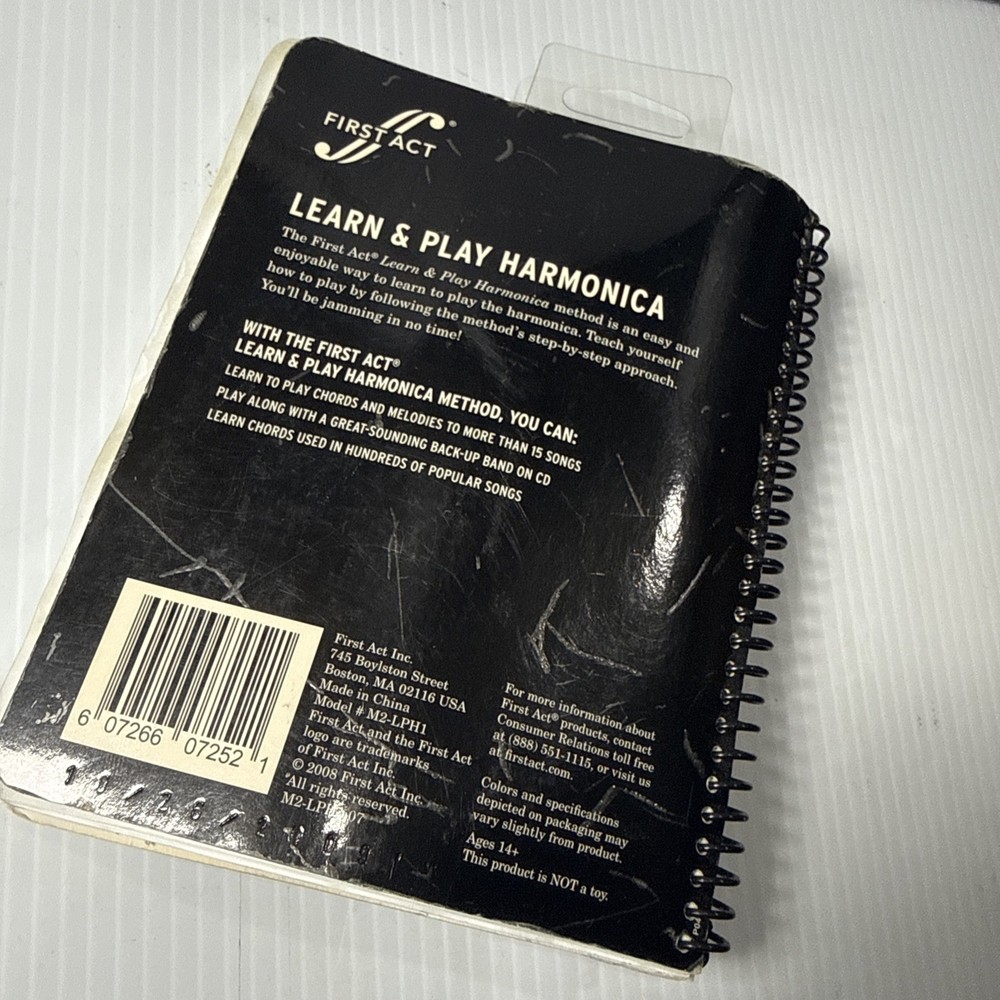 FIRST ACT
LEARN & PLAY HARMONICA
The First Act® Learn & Play Harmonica method is an easy and
enjoyable way to learn to play the harmonica. Teach yourself
how to play by following the method's step-by-step approach.
You'll be jamming in no time!
WITH THE FIRST ACT®
LEARN & PLAY HARMONICA METHOD, YOU CAN:
LEARN TO PLAY CHORDS AND MELODIES TO MORE THAN 15 SONGS
PLAY ALONG WITH A GREAT-SOUNDING BACK-UP BAND ON CD
LEARN CHORDS USED IN HUNDREDS OF POPULAR SONGS
6 07266 07252 1
First Act Inc.
745 Boylston Street
Boston, MA 02116 USA
Made in China
Model # M2-LPH1
First Act and the First Act
logo are trademarks
of First Act Inc.
© 2008 First Act Inc.
All rights reserved.
For more information about
First Act® products, contact
Consumer Relations toll free
at (888) 551-1115, or visit us
at firstact.com.
Colors and specifications
depicted on packaging may
vary slightly from product.
Ages 14+
This product is NOT a toy.